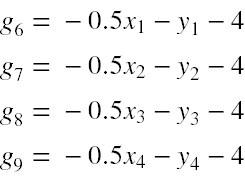 g₆ = − 0.5x₁ − y₁ − 4
g₇ = − 0.5x₂ − y₂ − 4
g₈ = − 0.5x₃ − y₃ − 4
g₉ = − 0.5x₄ − y₄ − 4